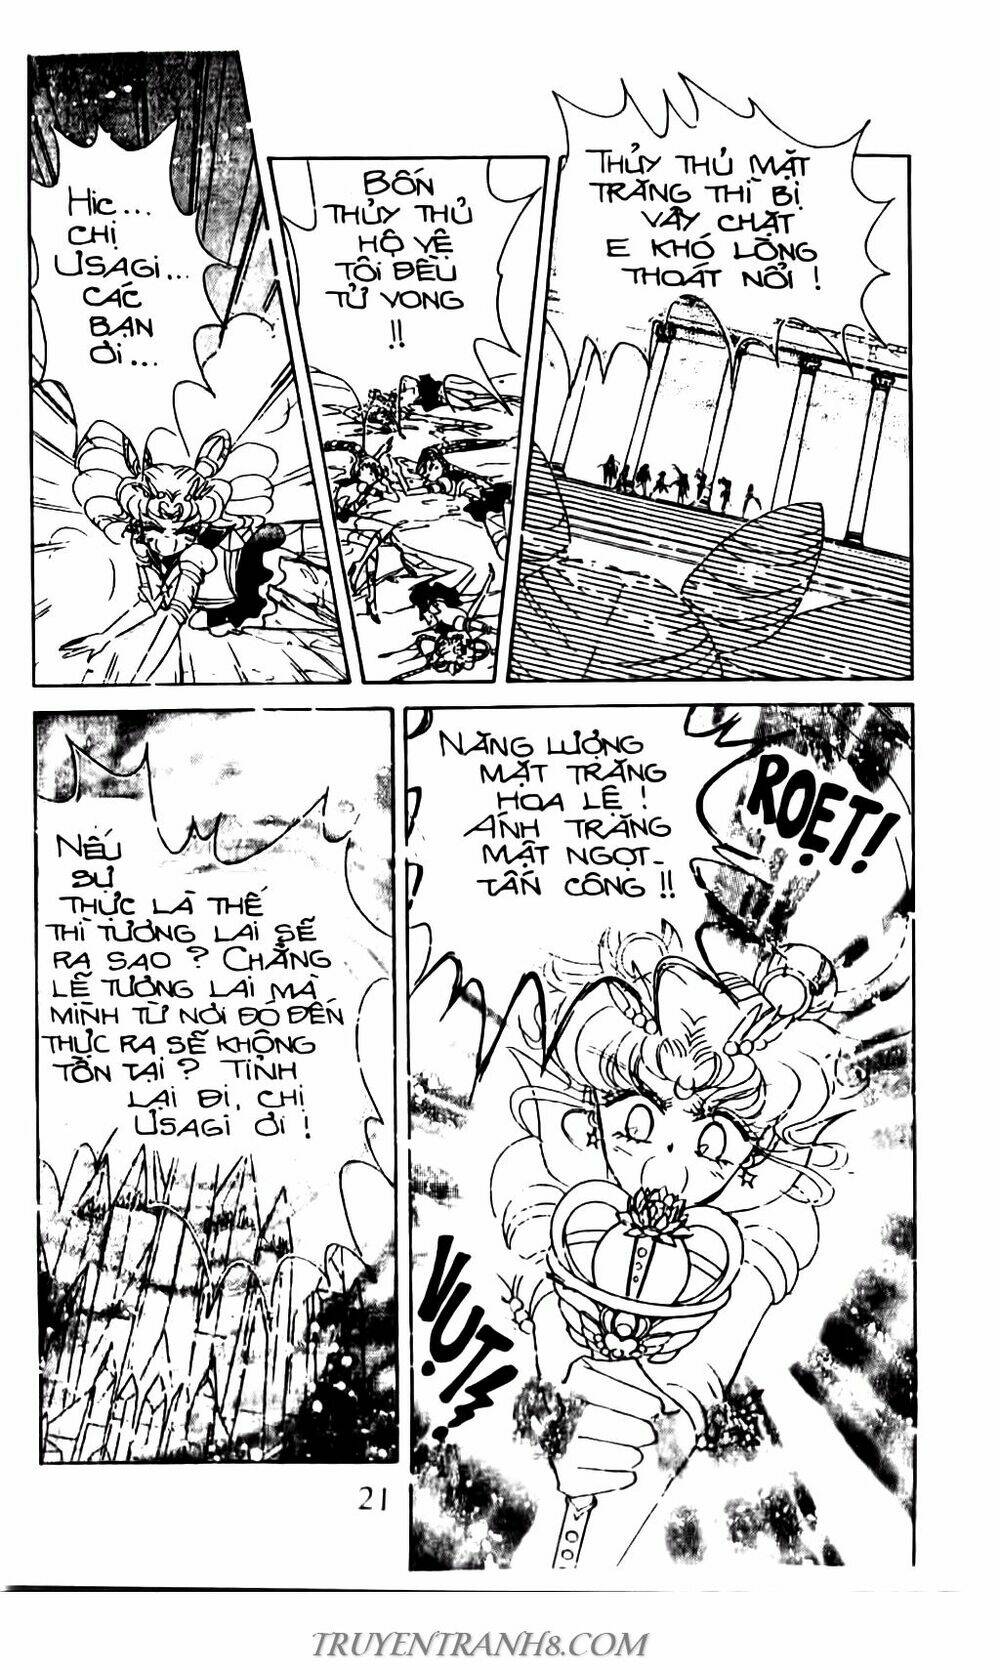 Hic...
CHỊ
USAGI...
CÁC
BẠN
ƠI...
BỐN
THỦY THỦ
HỘ VỆ
TỘI ĐỀU
TỬ VONG
!!
THỦY THỦ MẶT
TRĂNG THÌ BỊ
VÂY CHẶT
E KHÓ LÒNG
THOÁT NỔI !
NẾU
SỰ
THỰC LÀ THẾ
THÌ TƯƠNG LAI SẼ
RA SAO ? CHẲNG
LẼ TƯƠNG LAI MÀ
MÌNH TỪ NƠI ĐÓ ĐẾN
THỰC RA SẼ KHÔNG
TỒN TẠI ? TỈNH
LẠI ĐI, CHỊ
USAGI ƠI !
NĂNG LƯỢNG
MẶT TRĂNG
HOA LỆ !
ÁNH TRĂNG
MẬT NGỌT_
TẤN CÔNG !!
ROẸT!
VỤT!
21
TRUYENTRANH8.COM